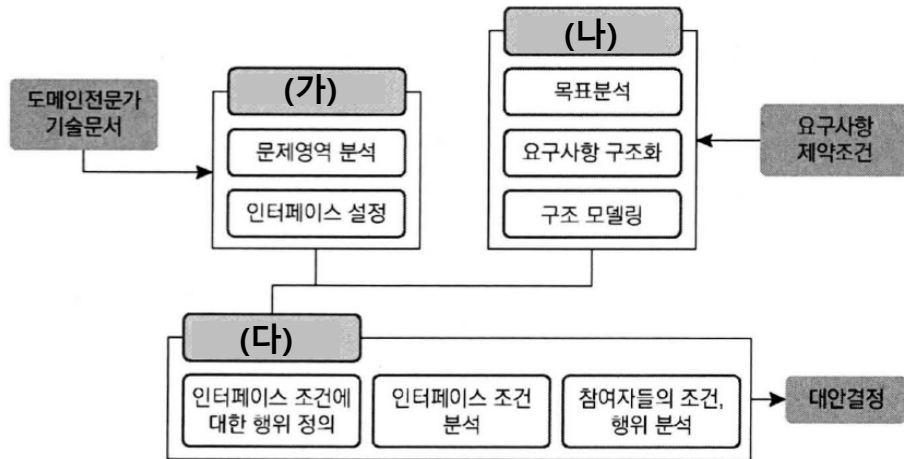 (나)
(가)
목표분석
도메인전문가
기술문서
문제영역 분석
요구사항 구조화
요구사항
제약조건
인터페이스 설정
구조 모델링
(다)
인터페이스 조건에
대한 행위 정의
인터페이스 조건
분석
참여자들의 조건,
행위 분석
대안결정